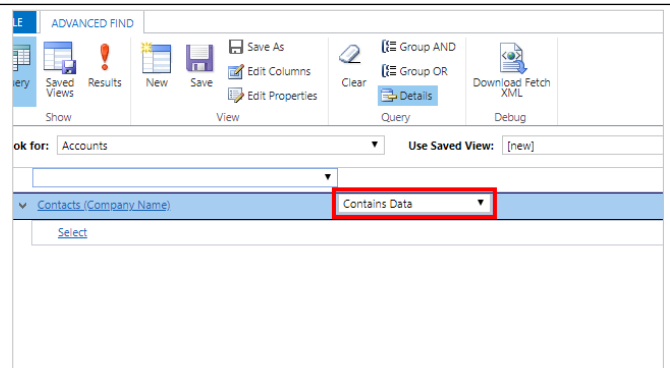 LE ADVANCED FIND
ery Saved Views Results
New Save
Save As
Edit Columns
Edit Properties
Clear
Group AND
Group OR
Details
Download Fetch XML
Show View Query Debug
ok for: Accounts Use Saved View: [new]
Contacts (Company Name) Contains Data
Select